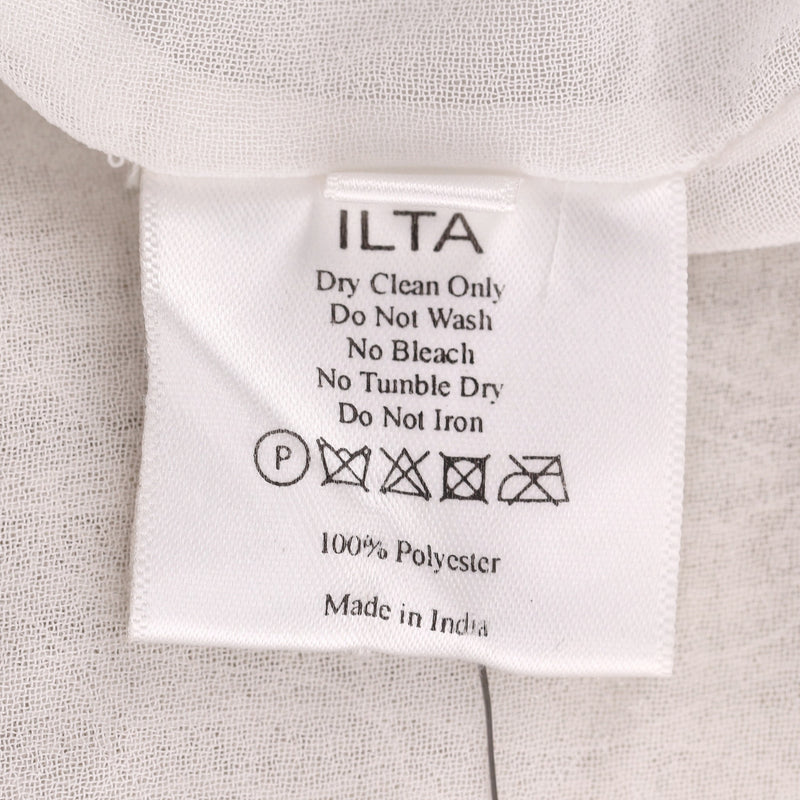 ILTA
Dry Clean Only
Do Not Wash
No Bleach
No Tumble Dry
Do Not Iron
P
100% Polyester
Made in India